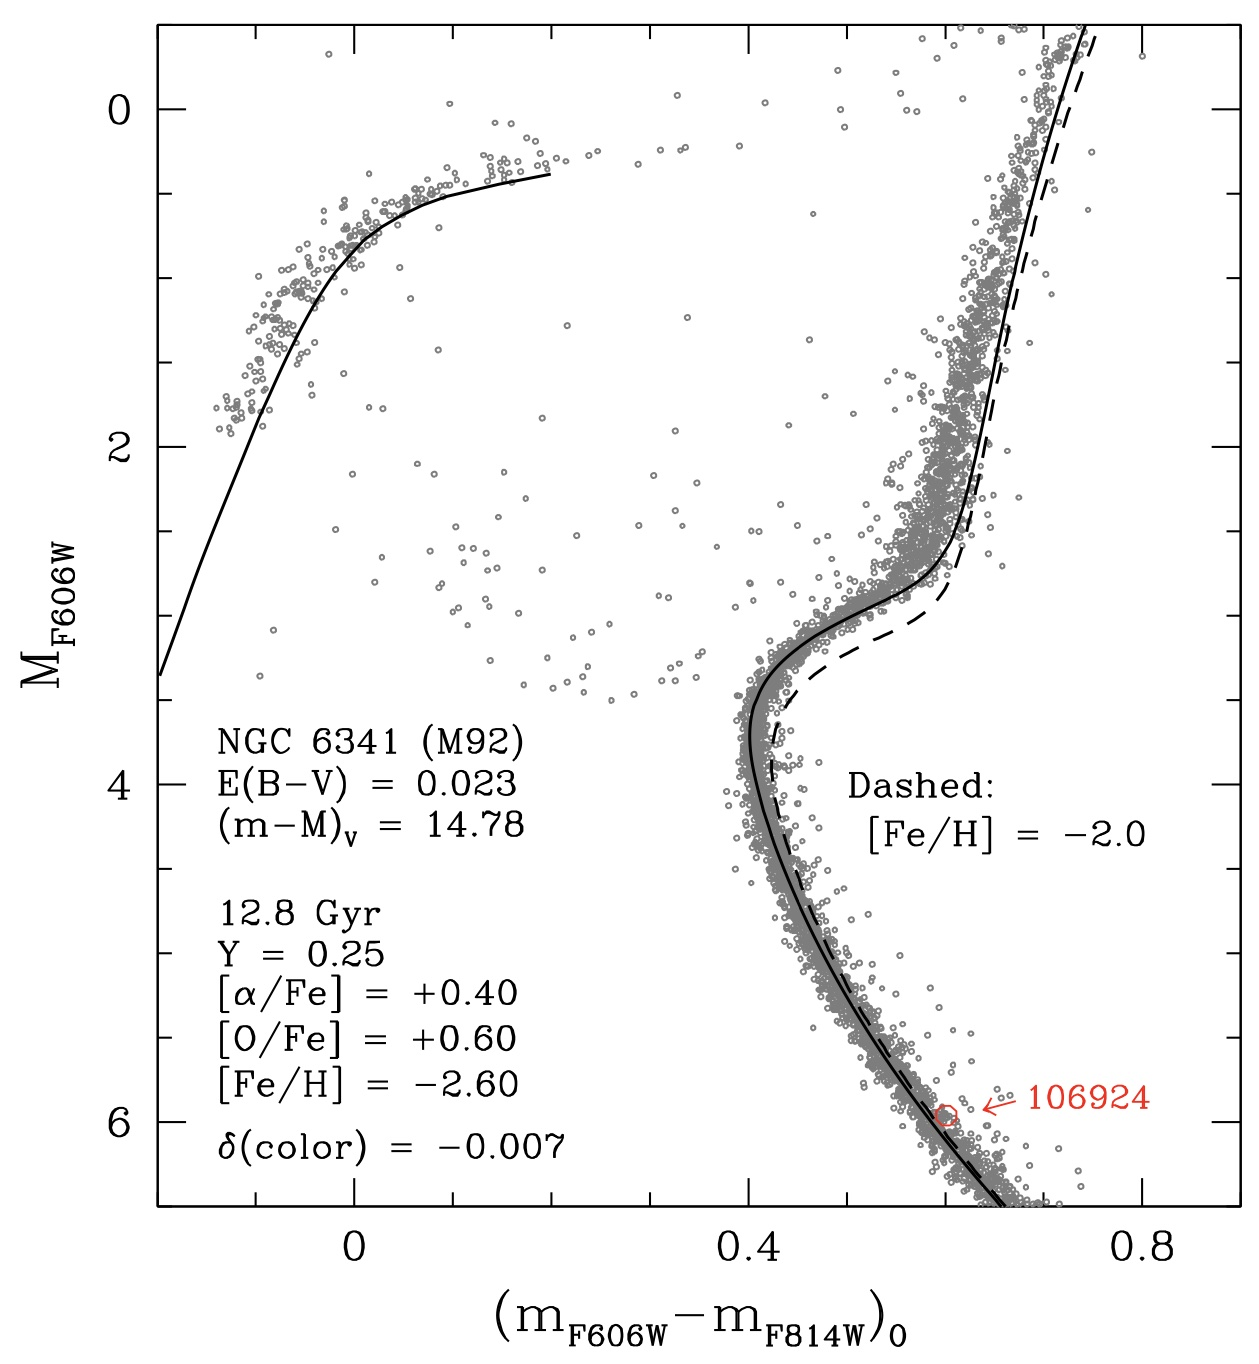 0
2
4
6
M_F606W
NGC 6341 (M92)
E(B−V) = 0.023
(m−M)_V = 14.78
12.8 Gyr
Y = 0.25
[α/Fe] = +0.40
[O/Fe] = +0.60
[Fe/H] = −2.60
δ(color) = −0.007
Dashed:
[Fe/H] = −2.0
106924
0 0.4 0.8
(m_F606W−m_F814W)_0